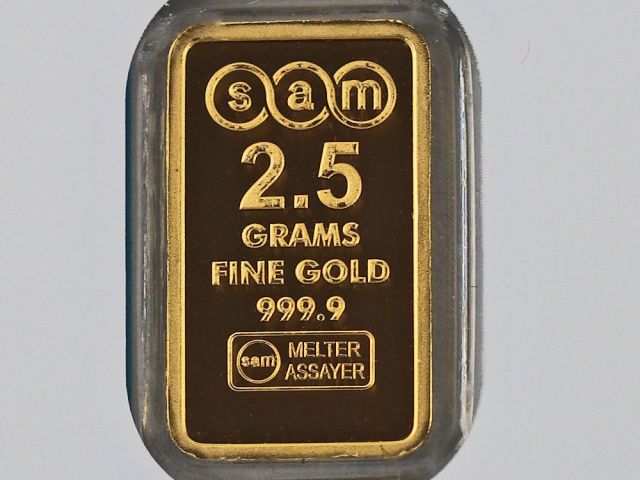 sam
2.5
GRAMS
FINE GOLD
999.9
sam MELTER
ASSAYER